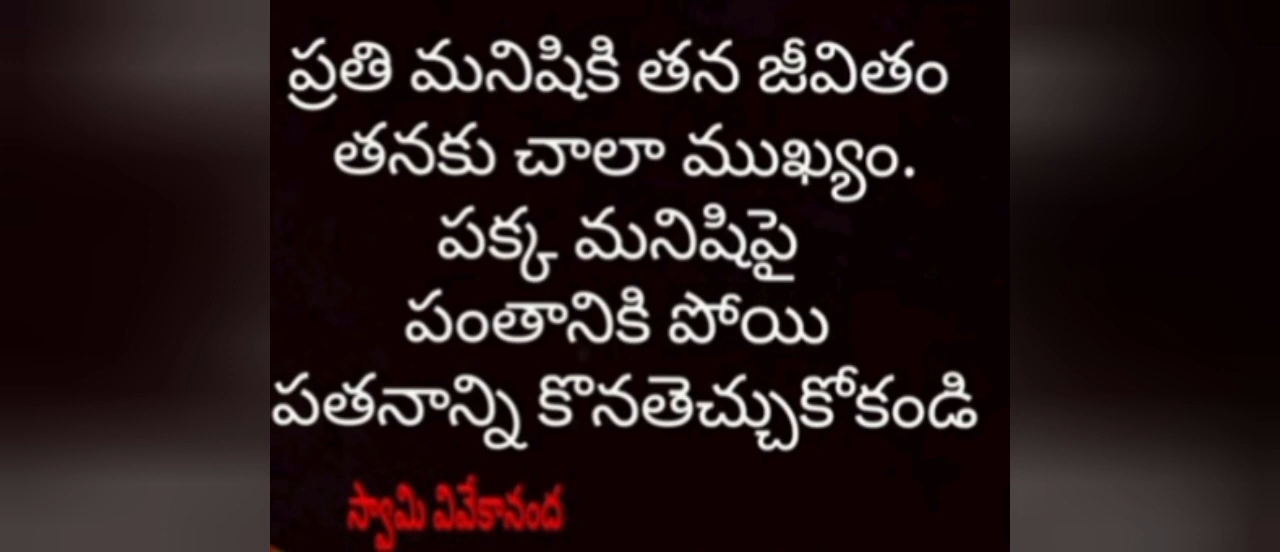 ప్రతి మనిషికి తన జీవితం
తనకు చాలా ముఖ్యం.
పక్క మనిషిపై
పంతానికి పోయి
పతనాన్ని కొనతెచ్చుకోకండి
స్వామి వివేకానంద